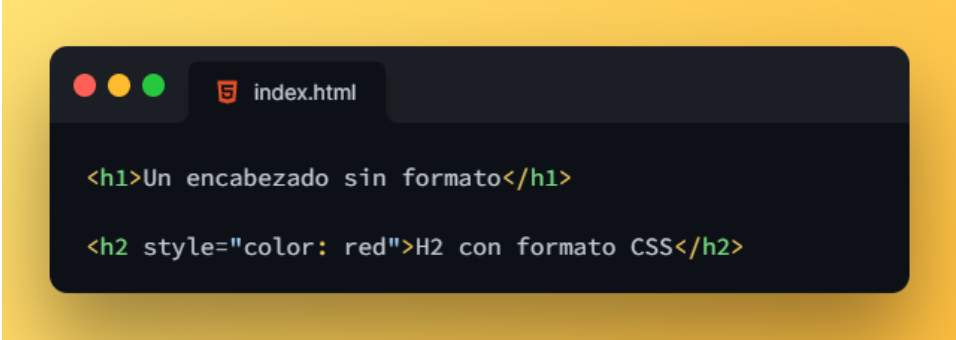 index.html
<h1>Un encabezado sin formato</h1>
<h2 style="color: red">H2 con formato CSS</h2>